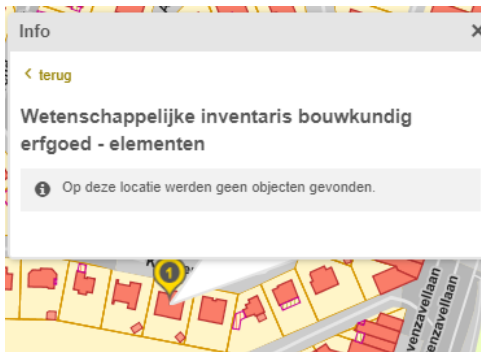 Info
terug
Wetenschappelijke inventaris bouwkundig
erfgoed - elementen
Op deze locatie werden geen objecten gevonden.
1
venzavellaan
venzavellaan